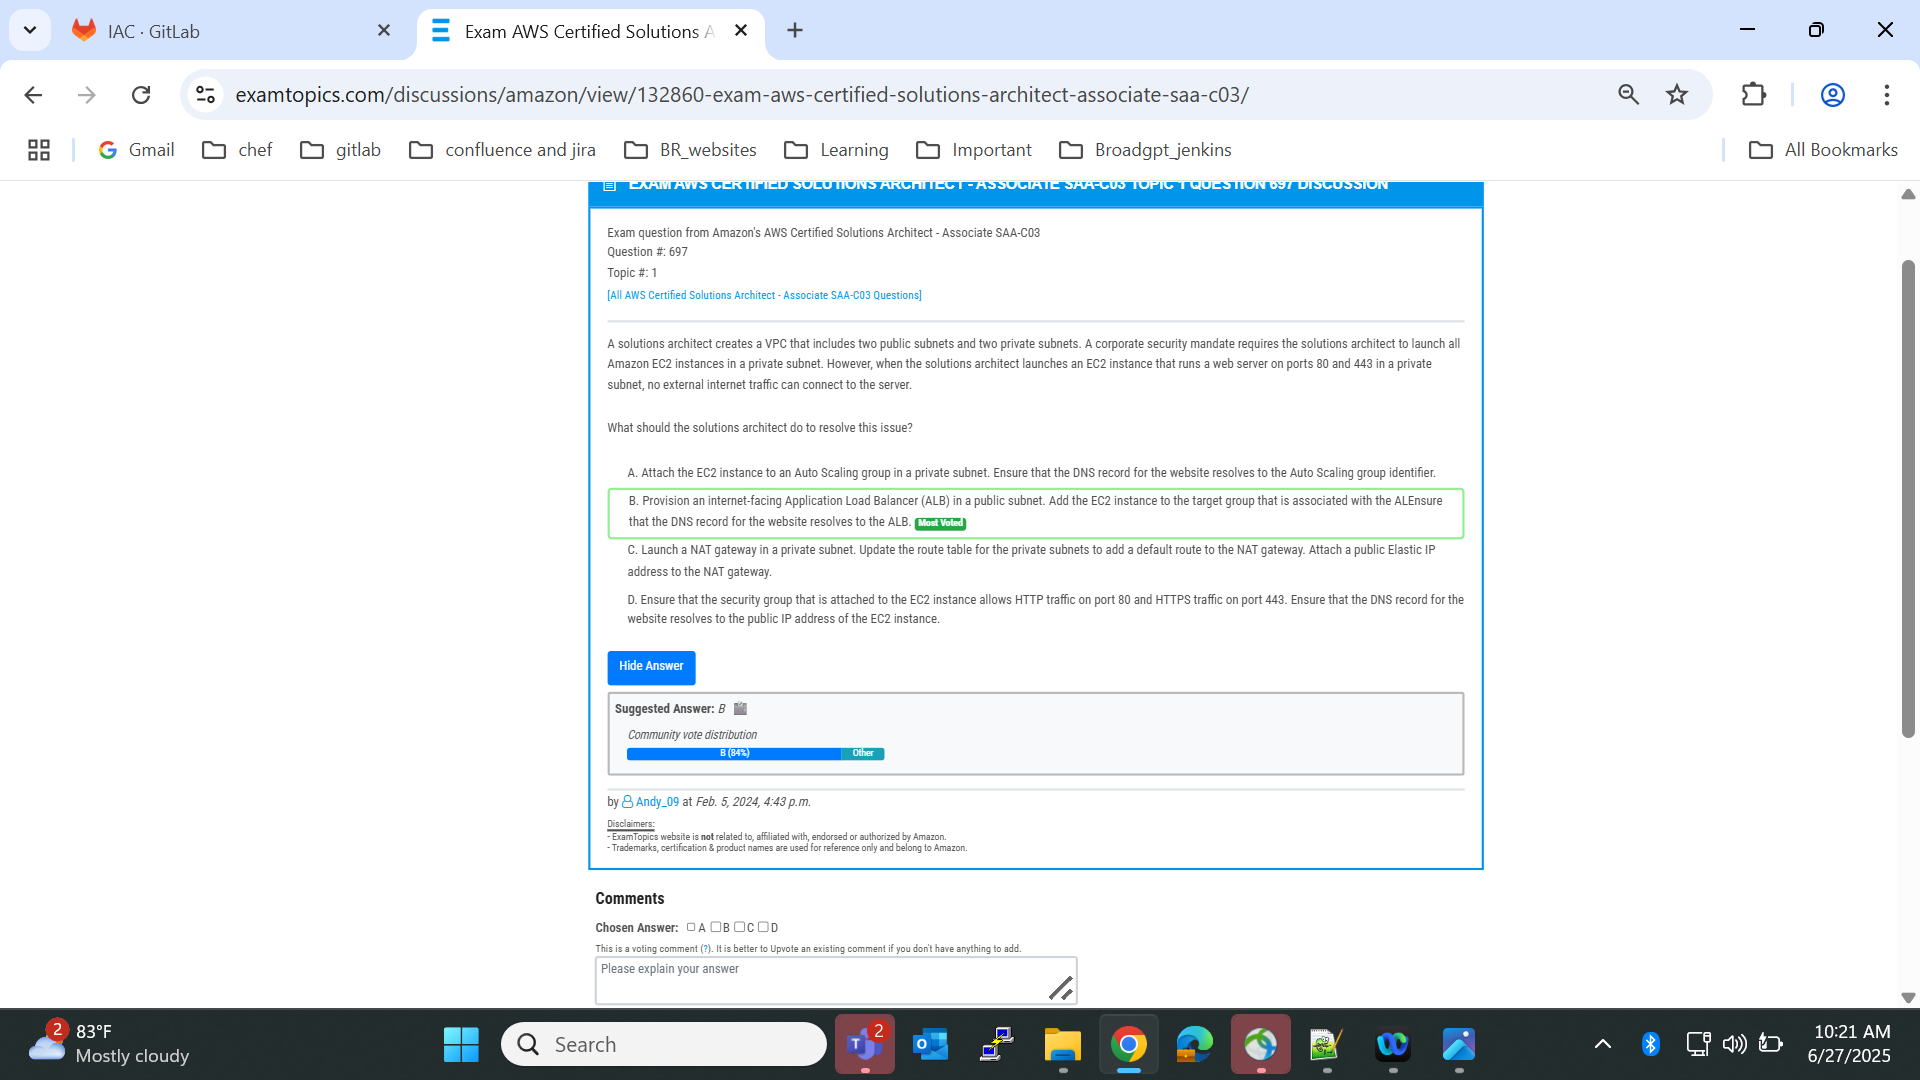 IAC · GitLab
Exam AWS Certified Solutions A
examtopics.com/discussions/amazon/view/132860-exam-aws-certified-solutions-architect-associate-saa-c03/
Gmail chef gitlab confluence and jira BR_websites Learning Important Broadgpt_jenkins All Bookmarks
EXAM AWS CERTIFIED SOLUTIONS ARCHITECT - ASSOCIATE SAA-C03 TOPIC 1 QUESTION 697 DISCUSSION
Exam question from Amazon's AWS Certified Solutions Architect - Associate SAA-C03
Question #: 697
Topic #: 1
[All AWS Certified Solutions Architect - Associate SAA-C03 Questions]
A solutions architect creates a VPC that includes two public subnets and two private subnets. A corporate security mandate requires the solutions architect to launch all
Amazon EC2 instances in a private subnet. However, when the solutions architect launches an EC2 instance that runs a web server on ports 80 and 443 in a private
subnet, no external internet traffic can connect to the server.
What should the solutions architect do to resolve this issue?
A. Attach the EC2 instance to an Auto Scaling group in a private subnet. Ensure that the DNS record for the website resolves to the Auto Scaling group identifier.
B. Provision an internet-facing Application Load Balancer (ALB) in a public subnet. Add the EC2 instance to the target group that is associated with the ALEnsure
that the DNS record for the website resolves to the ALB. Most Voted
C. Launch a NAT gateway in a private subnet. Update the route table for the private subnets to add a default route to the NAT gateway. Attach a public Elastic IP
address to the NAT gateway.
D. Ensure that the security group that is attached to the EC2 instance allows HTTP traffic on port 80 and HTTPS traffic on port 443. Ensure that the DNS record for the
website resolves to the public IP address of the EC2 instance.
Hide Answer
Suggested Answer: B
Community vote distribution
B (84%) Other
by Andy_09 at Feb. 5, 2024, 4:43 p.m.
Disclaimers:
- ExamTopics website is not related to, affiliated with, endorsed or authorized by Amazon.
- Trademarks, certification & product names are used for reference only and belong to Amazon.
Comments
Chosen Answer: A B C D
This is a voting comment (?). It is better to Upvote an existing comment if you don't have anything to add.
Please explain your answer
2
83°F
Mostly cloudy
Search
2
10:21 AM
6/27/2025